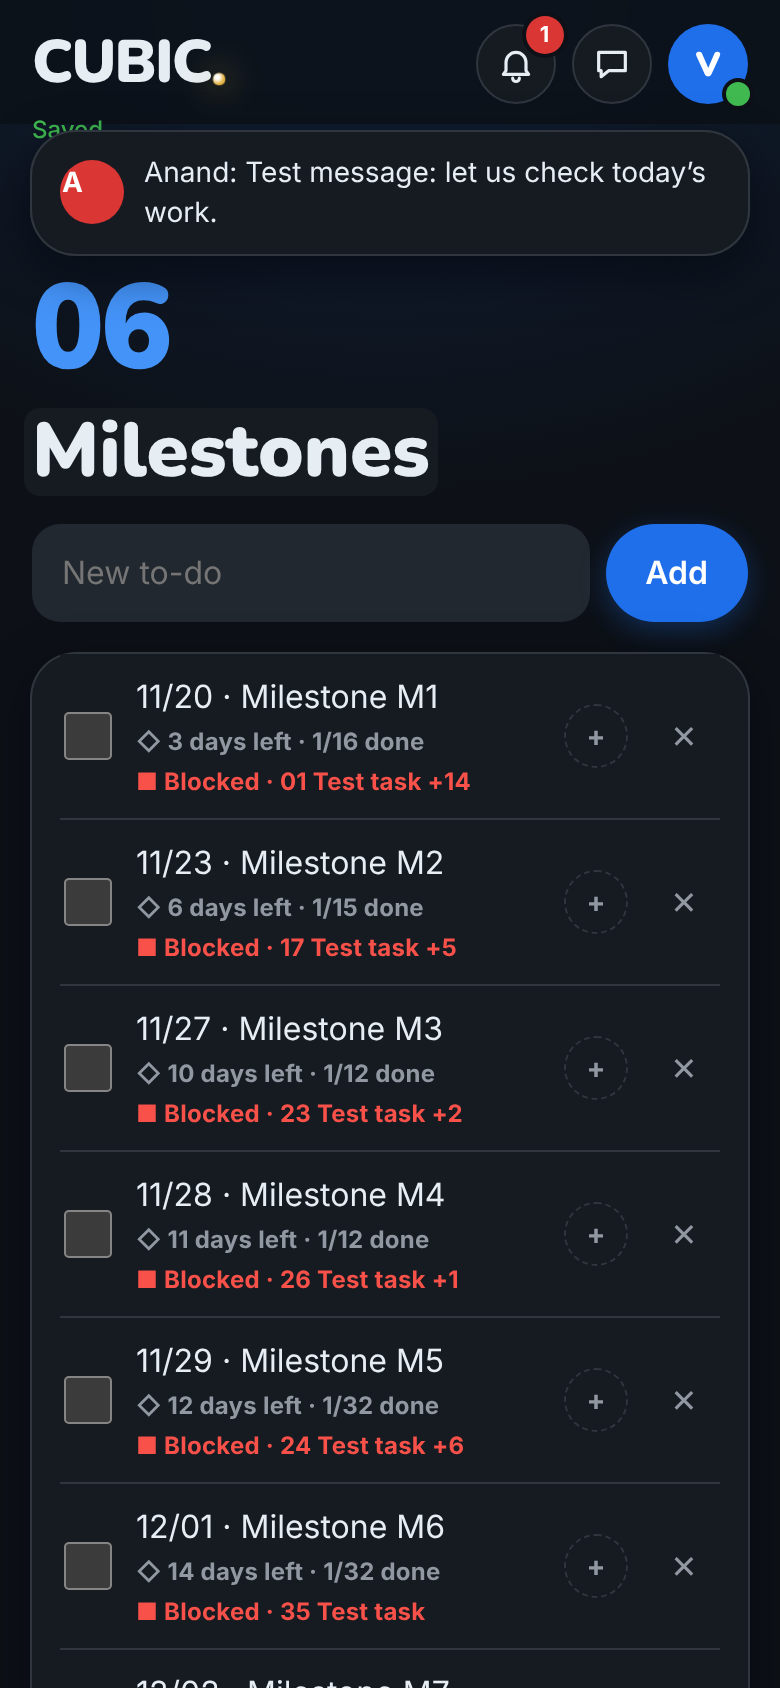 CUBIC.
1
V
Saved
A
Anand: Test message: let us check today’s
work.
06
Milestones
New to-do
Add
11/20 · Milestone M1
3 days left · 1/16 done
Blocked · 01 Test task +14
+ ×
11/23 · Milestone M2
6 days left · 1/15 done
Blocked · 17 Test task +5
+ ×
11/27 · Milestone M3
10 days left · 1/12 done
Blocked · 23 Test task +2
+ ×
11/28 · Milestone M4
11 days left · 1/12 done
Blocked · 26 Test task +1
+ ×
11/29 · Milestone M5
12 days left · 1/32 done
Blocked · 24 Test task +6
+ ×
12/01 · Milestone M6
14 days left · 1/32 done
Blocked · 35 Test task
+ ×
Milestone M7